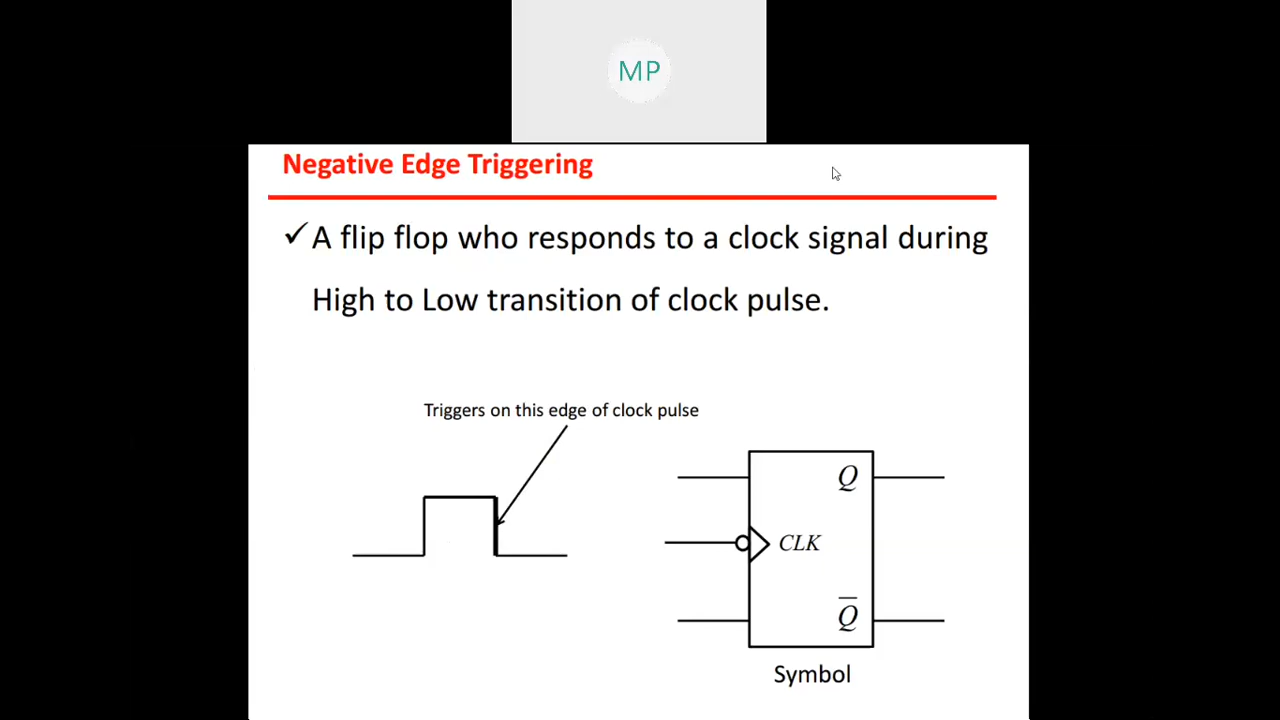 MP
Negative Edge Triggering
✓ A flip flop who responds to a clock signal during
High to Low transition of clock pulse.
Triggers on this edge of clock pulse
Q
CLK
Q̅
Symbol